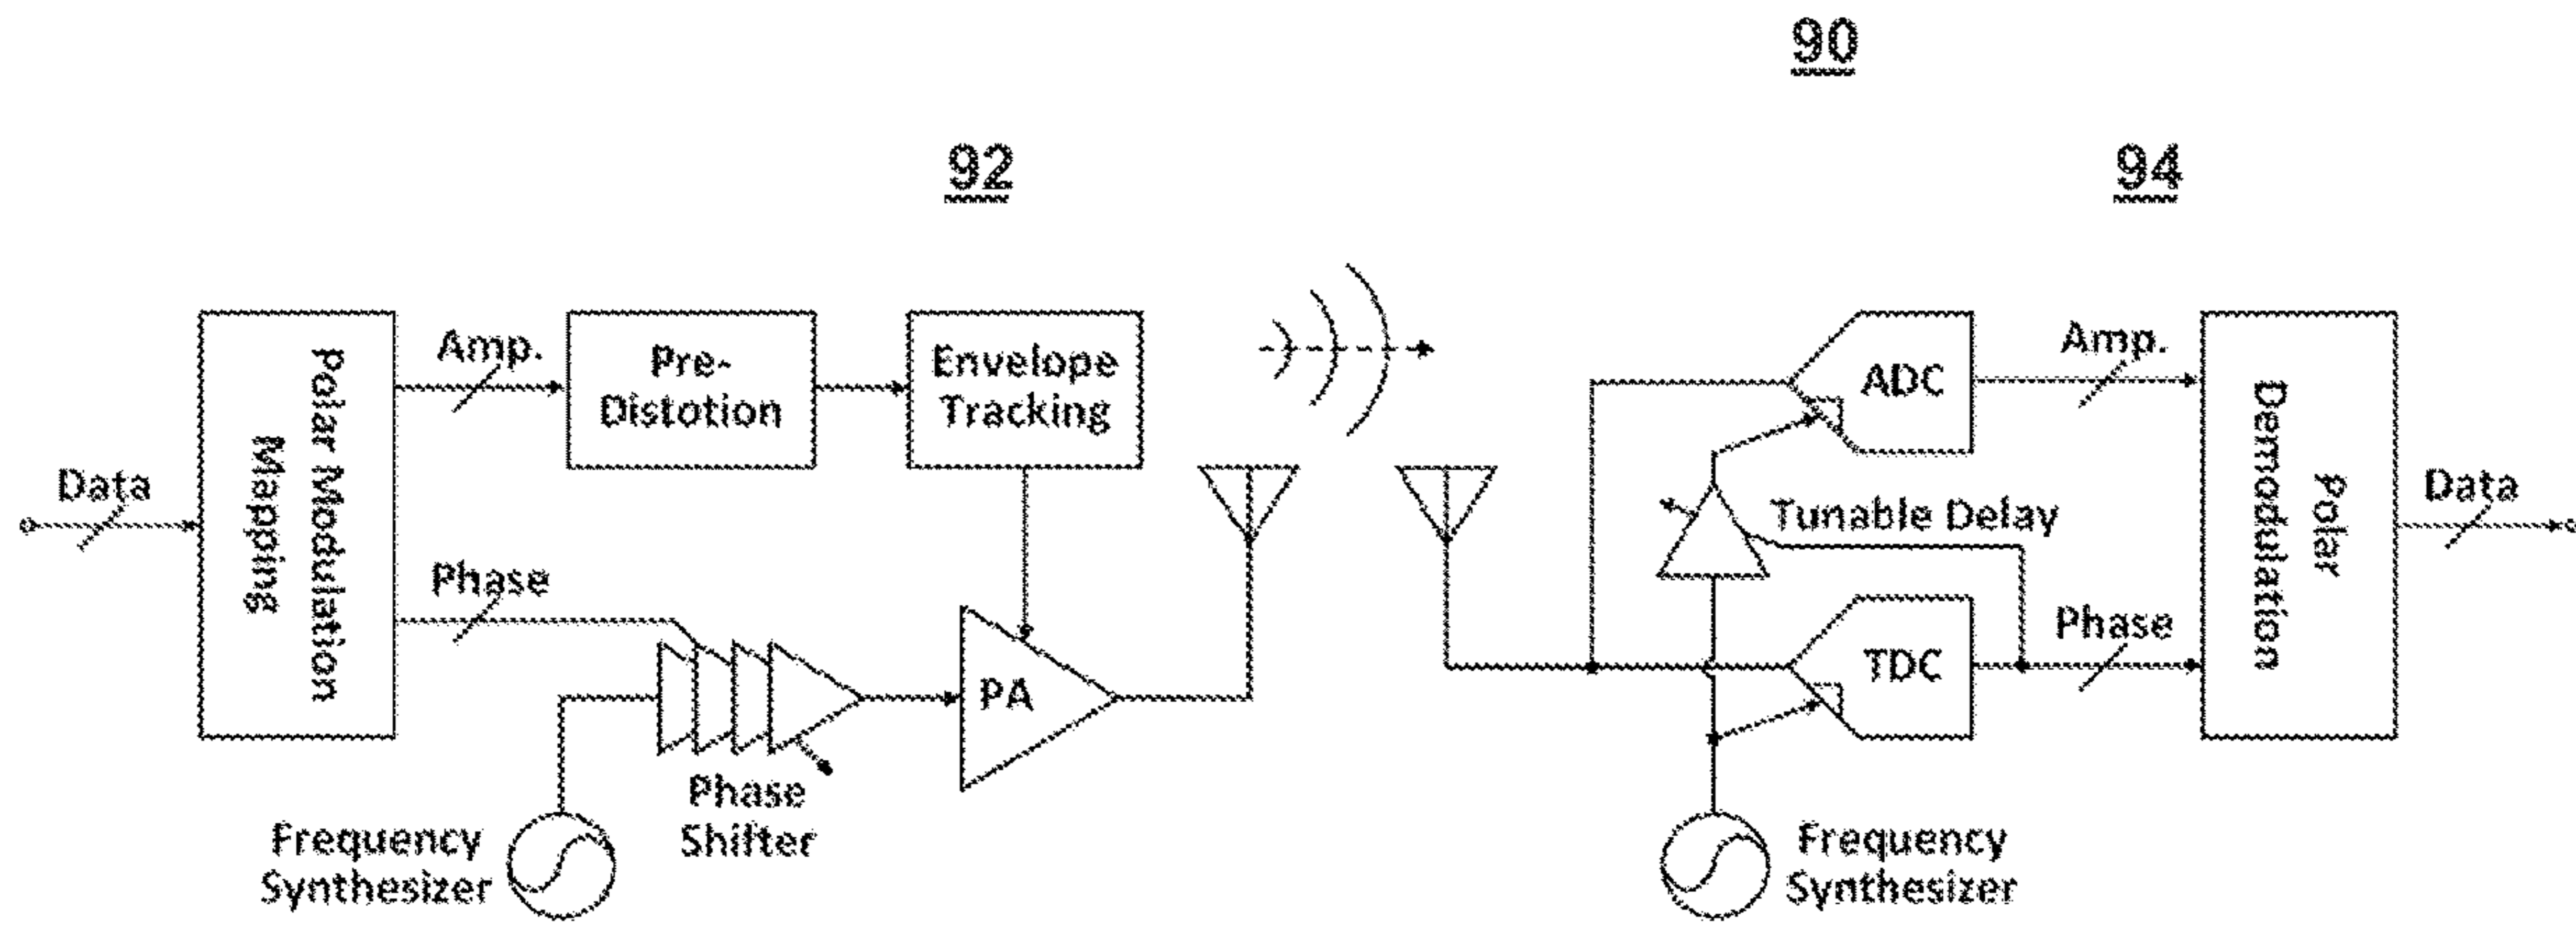 90
92
94
Data
Polar Modulation
Mapping
Amp.
Pre-
Distotion
Envelope
Tracking
Phase
Phase
Shifter
PA
Frequency
Synthesizer
ADC
Tunable Delay
TDC
Frequency
Synthesizer
Amp.
Phase
Polar
Demodulation
Data